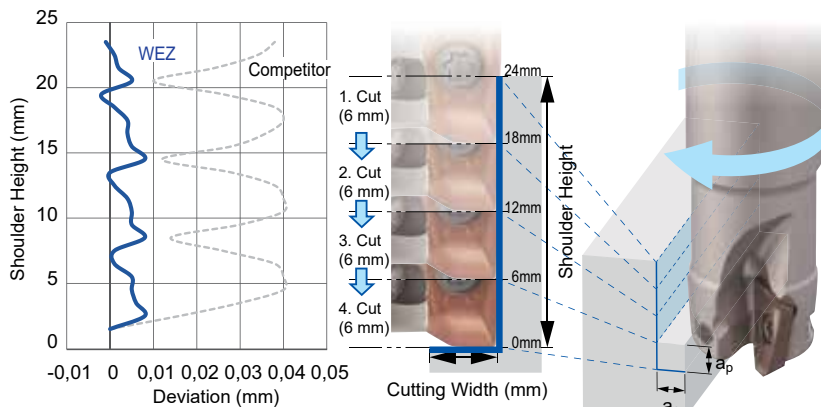 25
20
15
10
5
0
Shoulder Height (mm)
WEZ
Competitor
-0,01
0
0,01
0,02
0,03
0,04
0,05
Deviation (mm)
1. Cut
(6 mm)
2. Cut
(6 mm)
3. Cut
(6 mm)
4. Cut
(6 mm)
24mm
18mm
12mm
6mm
0mm
Shoulder Height
Cutting Width (mm)
ap